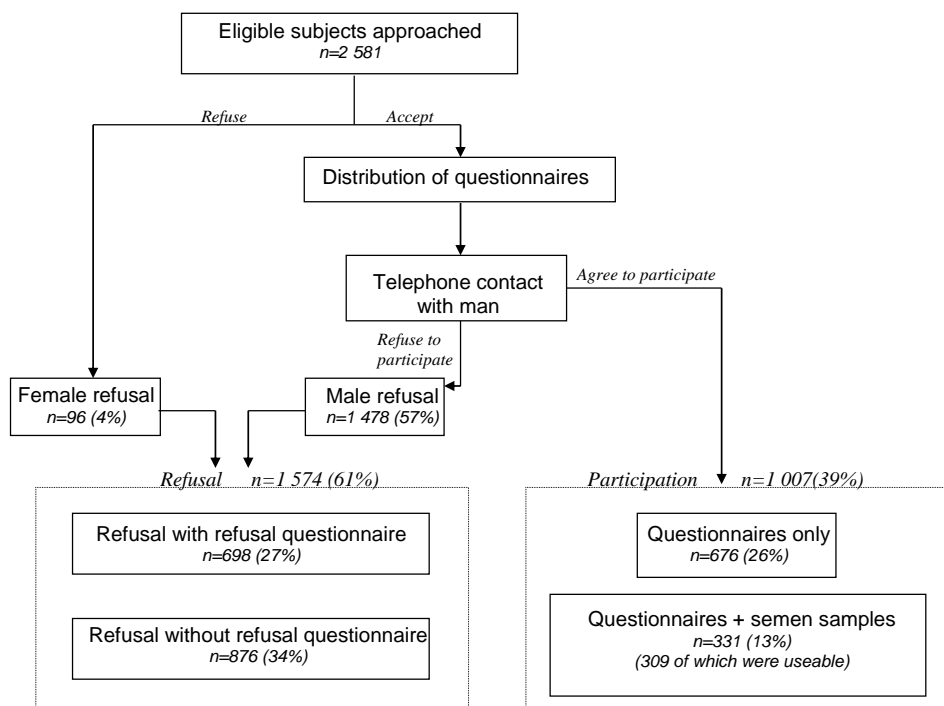 Eligible subjects approached
n=2 581
Refuse
Accept
Distribution of questionnaires
Telephone contact
with man
Agree to participate
Refuse to
participate
Female refusal
n=96 (4%)
Male refusal
n=1 478 (57%)
Refusal n=1 574 (61%)
Participation n=1 007(39%)
Refusal with refusal questionnaire
n=698 (27%)
Refusal without refusal questionnaire
n=876 (34%)
Questionnaires only
n=676 (26%)
Questionnaires + semen samples
n=331 (13%)
(309 of which were useable)